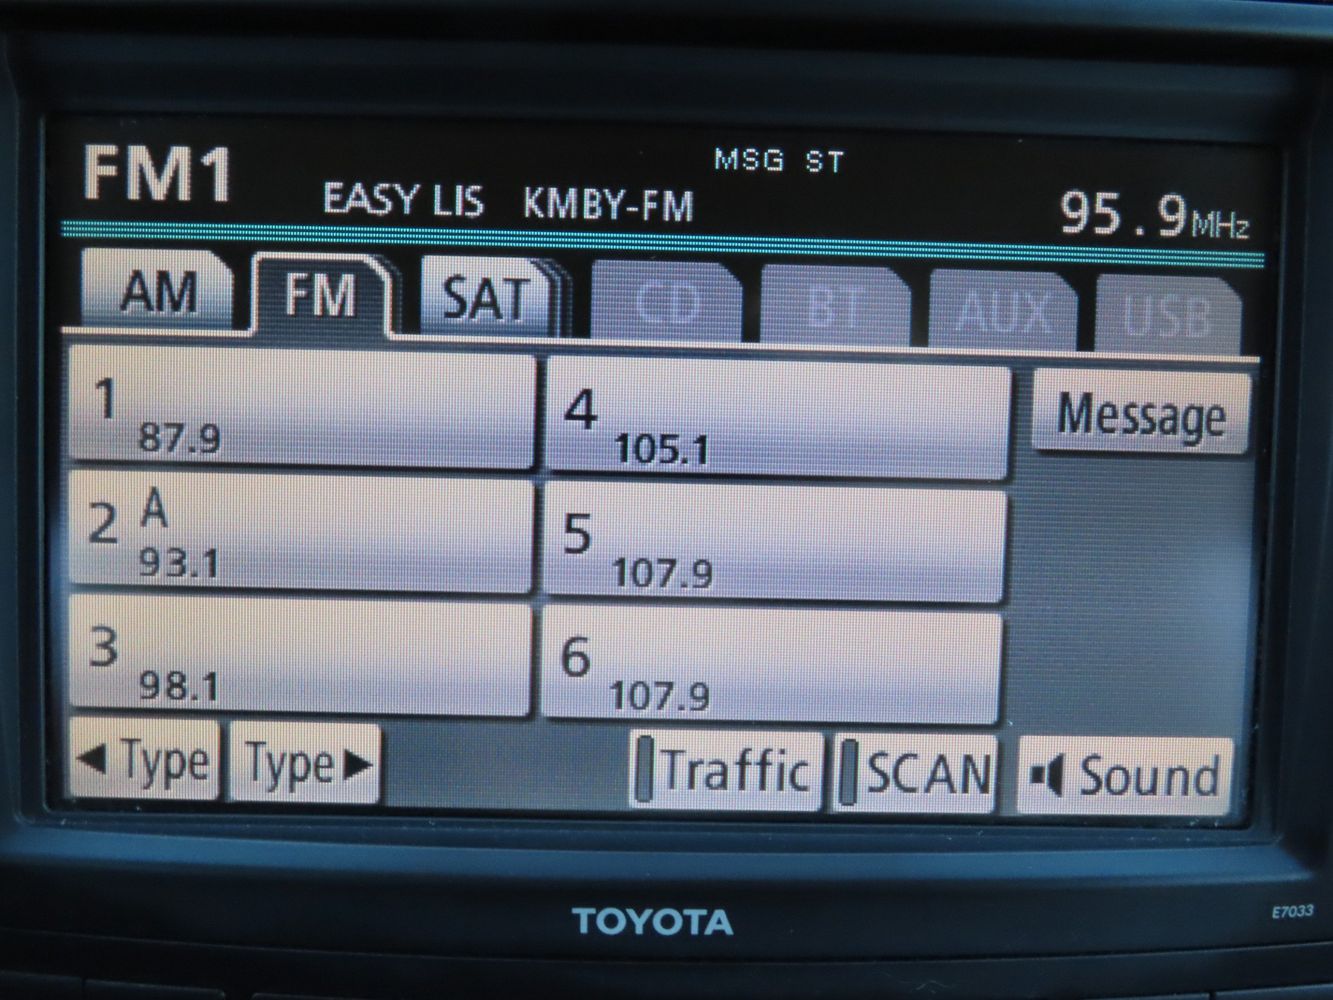 FM1
MSG ST
EASY LIS KMBY-FM
95.9MHz
AM FM SAT CD BT AUX USB
1 87.9
4 105.1
Message
2 A 93.1
5 107.9
3 98.1
6 107.9
◀ Type Type ▶ Traffic SCAN Sound
TOYOTA
E7033